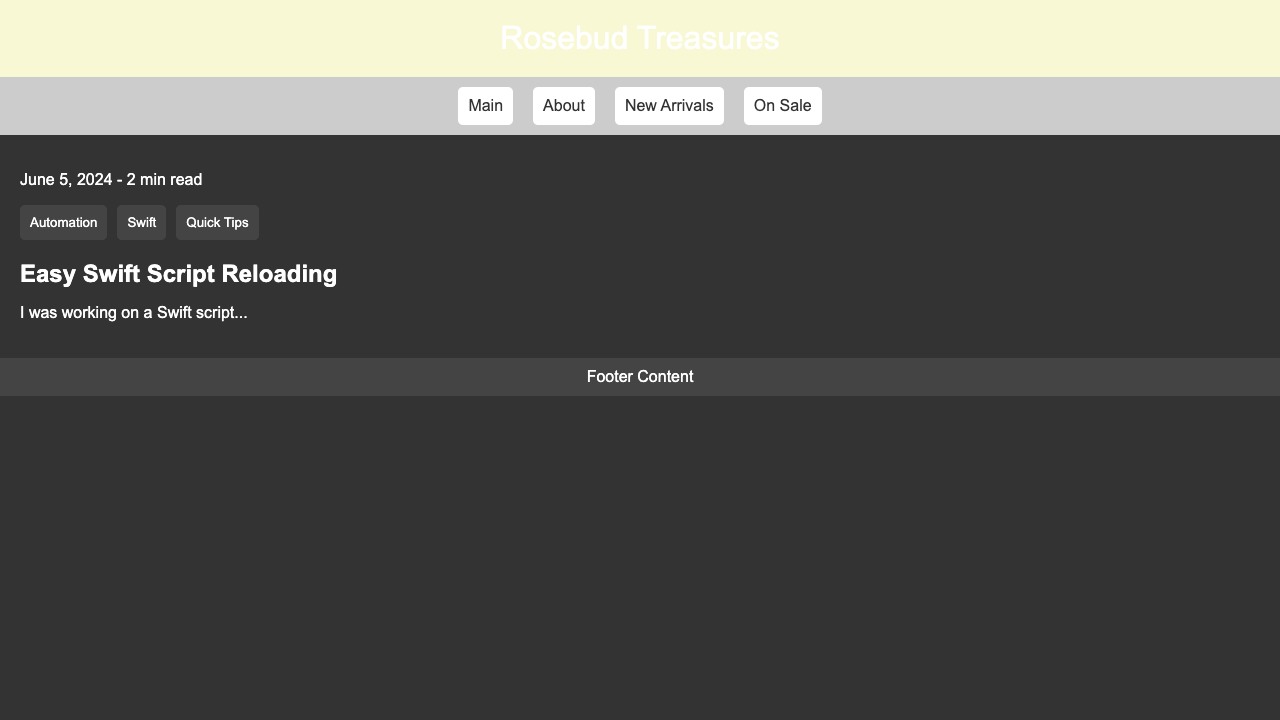 Rosebud Treasures
Main About New Arrivals On Sale
June 5, 2024 - 2 min read
Automation Swift Quick Tips
Easy Swift Script Reloading
I was working on a Swift script...
Footer Content